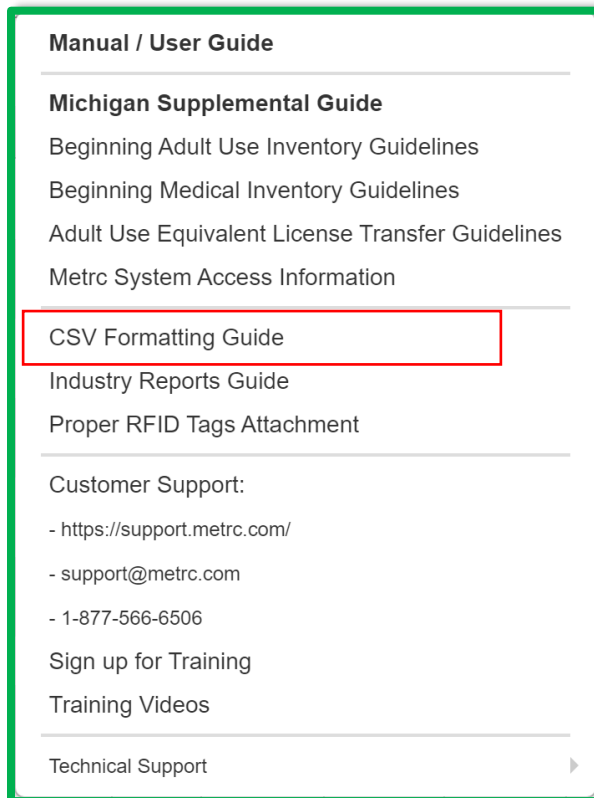 Manual / User Guide
Michigan Supplemental Guide
Beginning Adult Use Inventory Guidelines
Beginning Medical Inventory Guidelines
Adult Use Equivalent License Transfer Guidelines
Metrc System Access Information
CSV Formatting Guide
Industry Reports Guide
Proper RFID Tags Attachment
Customer Support:
- https://support.metrc.com/
- support@metrc.com
- 1-877-566-6506
Sign up for Training
Training Videos
Technical Support